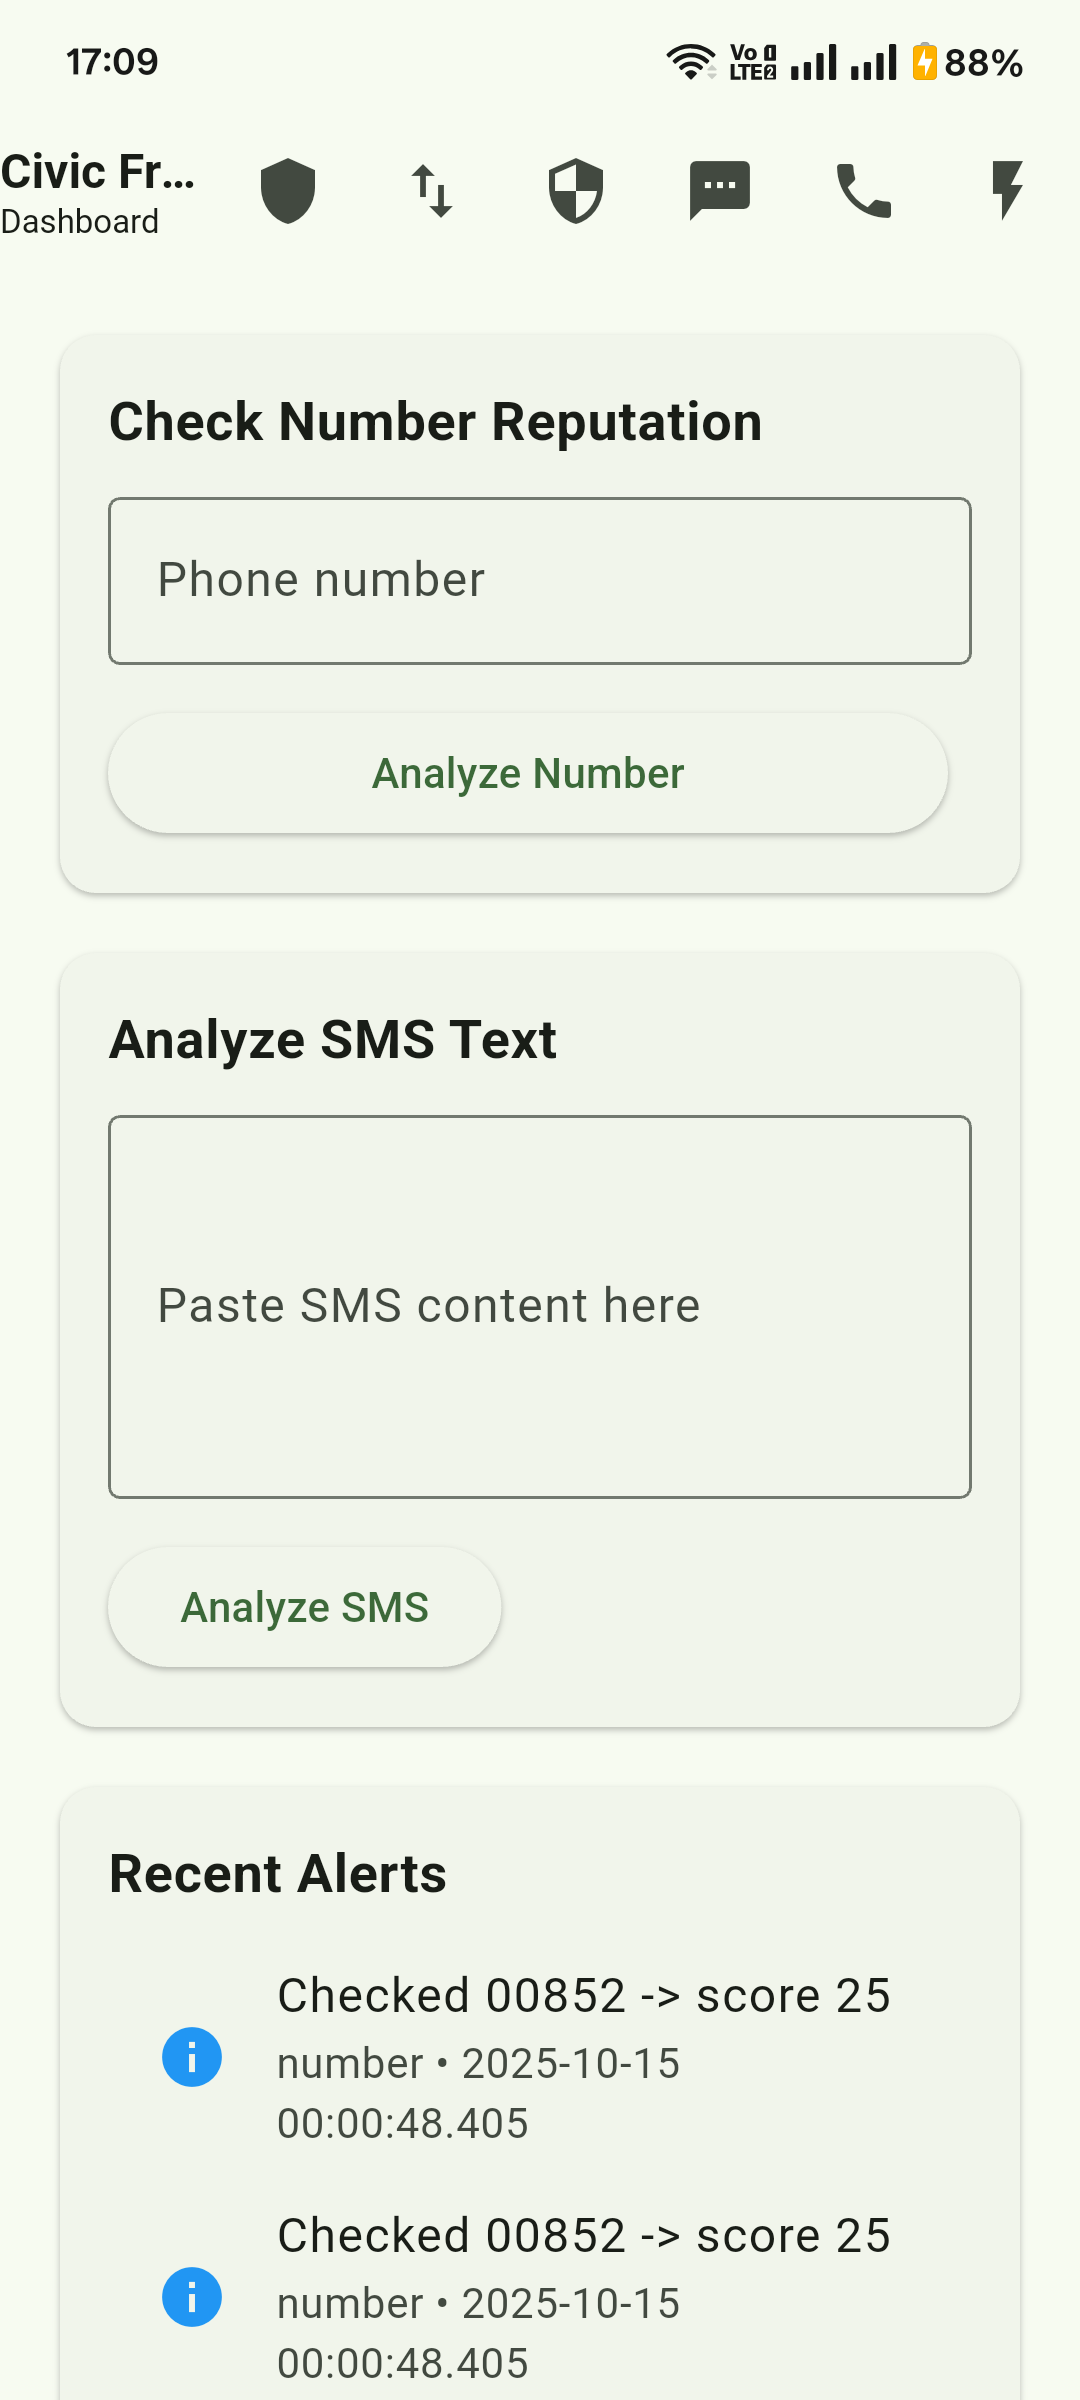 17:09
Vo 1
LTE 2
88%
Civic Fr...
Dashboard
Check Number Reputation
Phone number
Analyze Number
Analyze SMS Text
Paste SMS content here
Analyze SMS
Recent Alerts
Checked 00852 -> score 25
number • 2025-10-15
00:00:48.405
Checked 00852 -> score 25
number • 2025-10-15
00:00:48.405